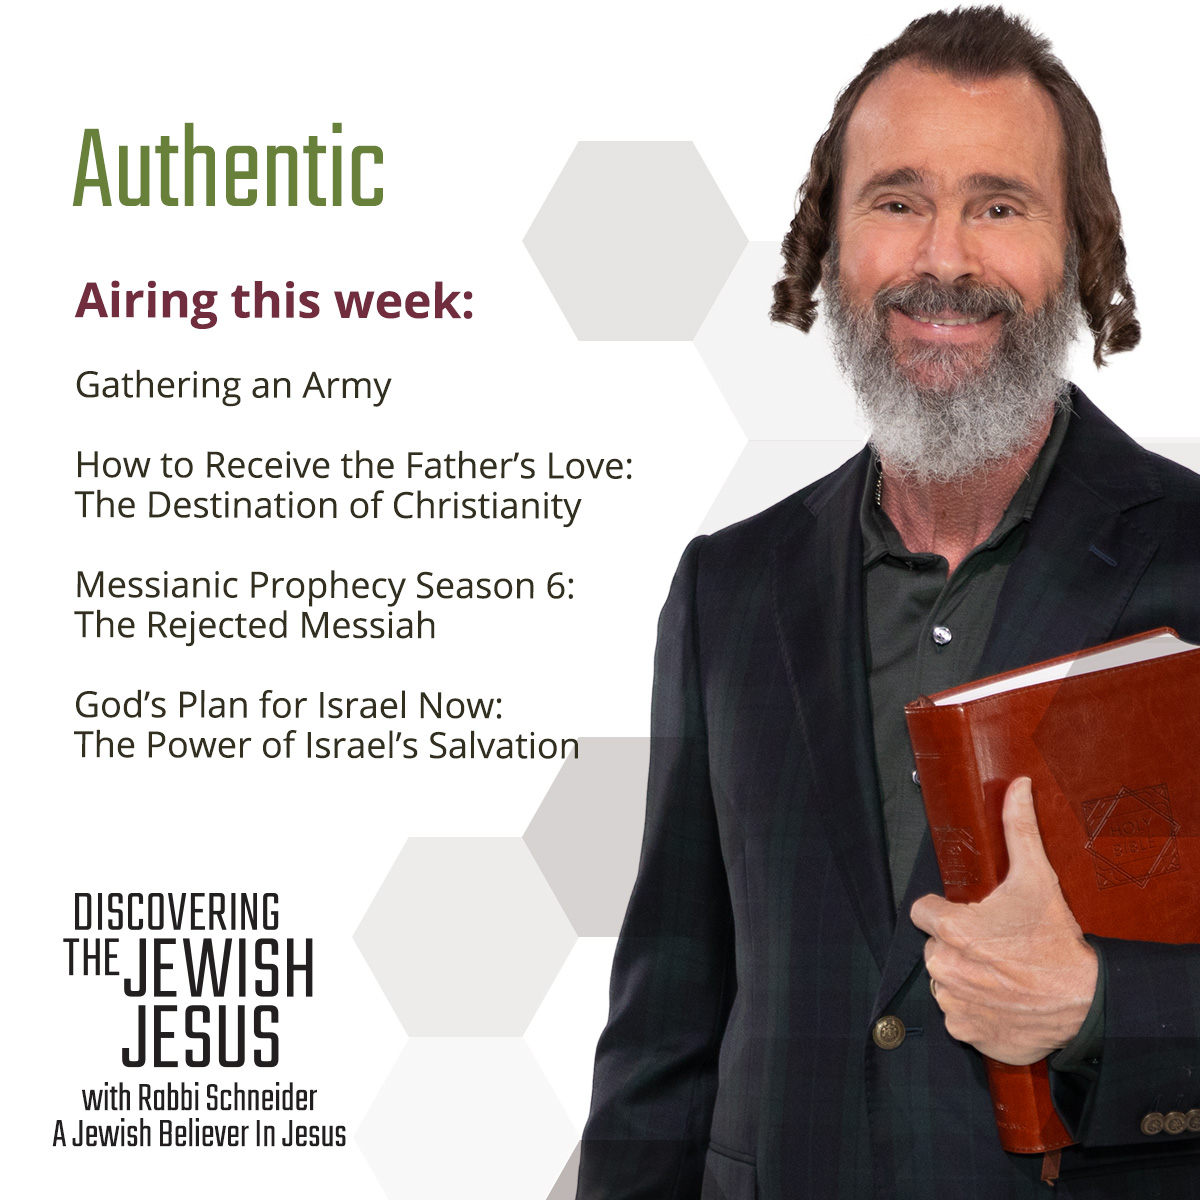 Authentic
Airing this week:
Gathering an Army
How to Receive the Father’s Love:
The Destination of Christianity
Messianic Prophecy Season 6:
The Rejected Messiah
God’s Plan for Israel Now:
The Power of Israel’s Salvation
DISCOVERING
THE JEWISH
JESUS
with Rabbi Schneider
A Jewish Believer In Jesus
HOLY
BIBLE